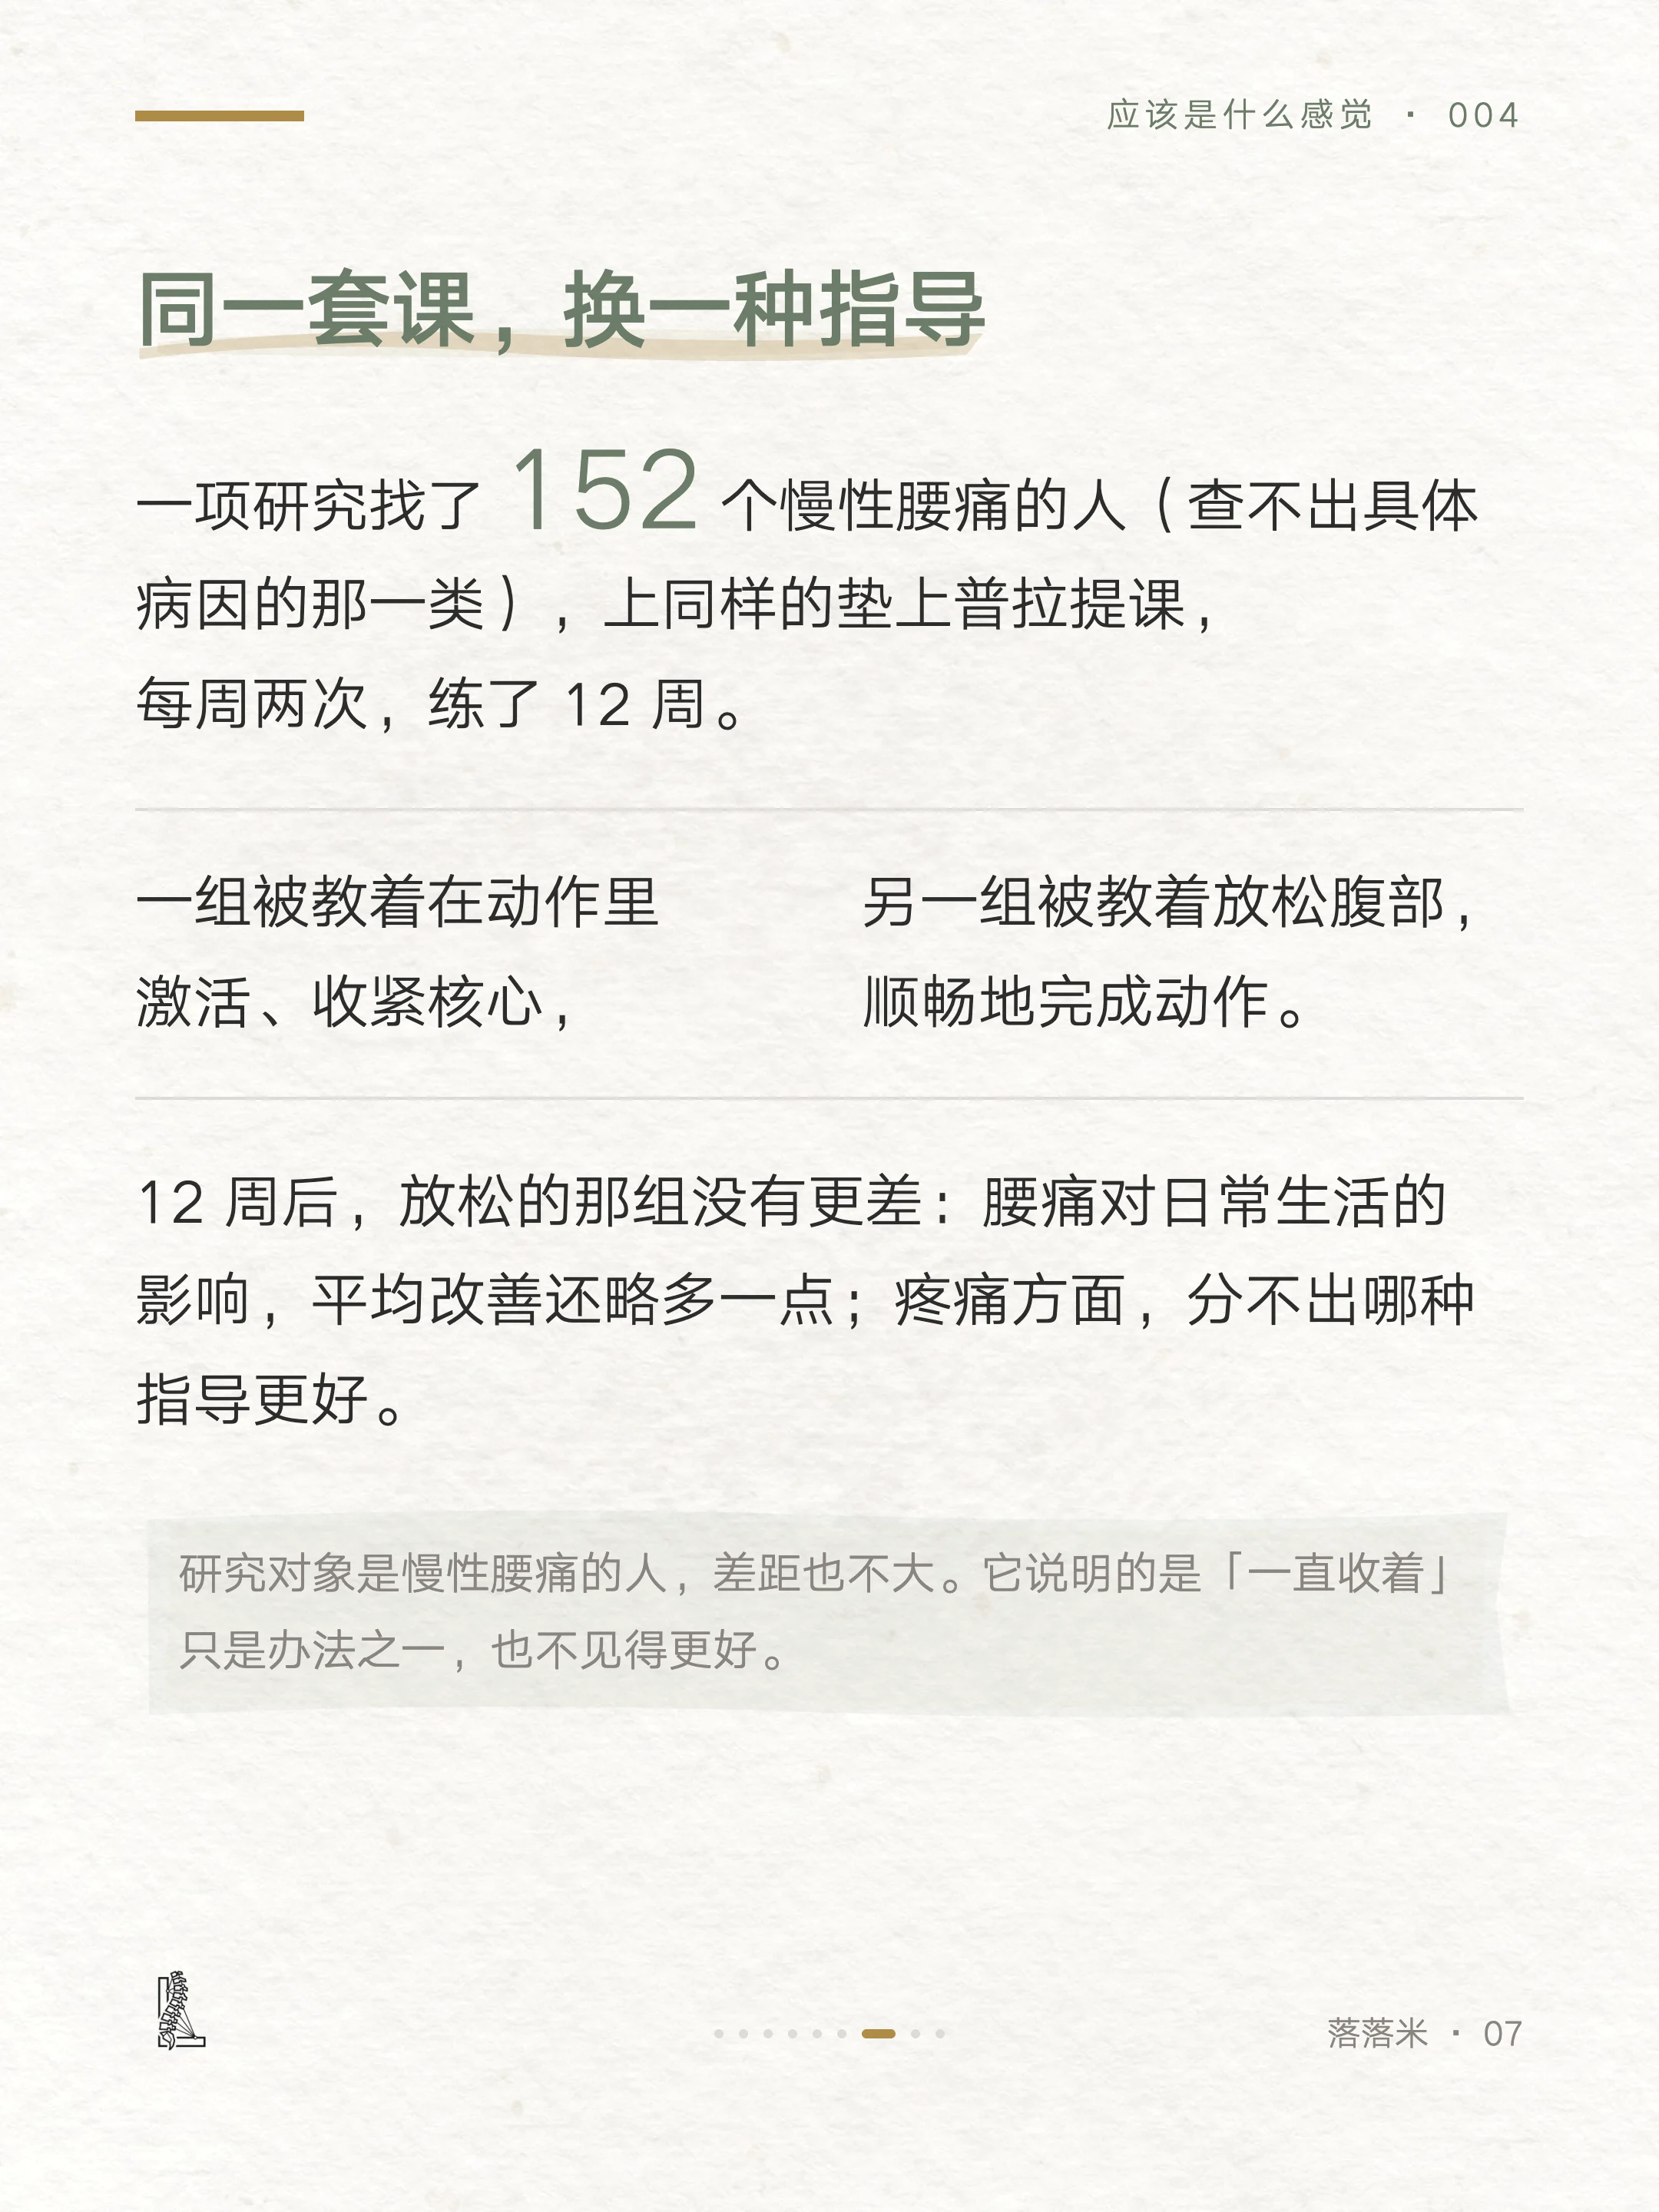 应该是什么感觉 · 004
同一套课，换一种指导
一项研究找了 152 个慢性腰痛的人（查不出具体
病因的那一类），上同样的垫上普拉提课，
每周两次，练了 12 周。
一组被教着在动作里
激活、收紧核心，
另一组被教着放松腹部，
顺畅地完成动作。
12 周后，放松的那组没有更差：腰痛对日常生活的
影响，平均改善还略多一点；疼痛方面，分不出哪种
指导更好。
研究对象是慢性腰痛的人，差距也不大。它说明的是「一直收着」
只是办法之一，也不见得更好。
落落米 · 07